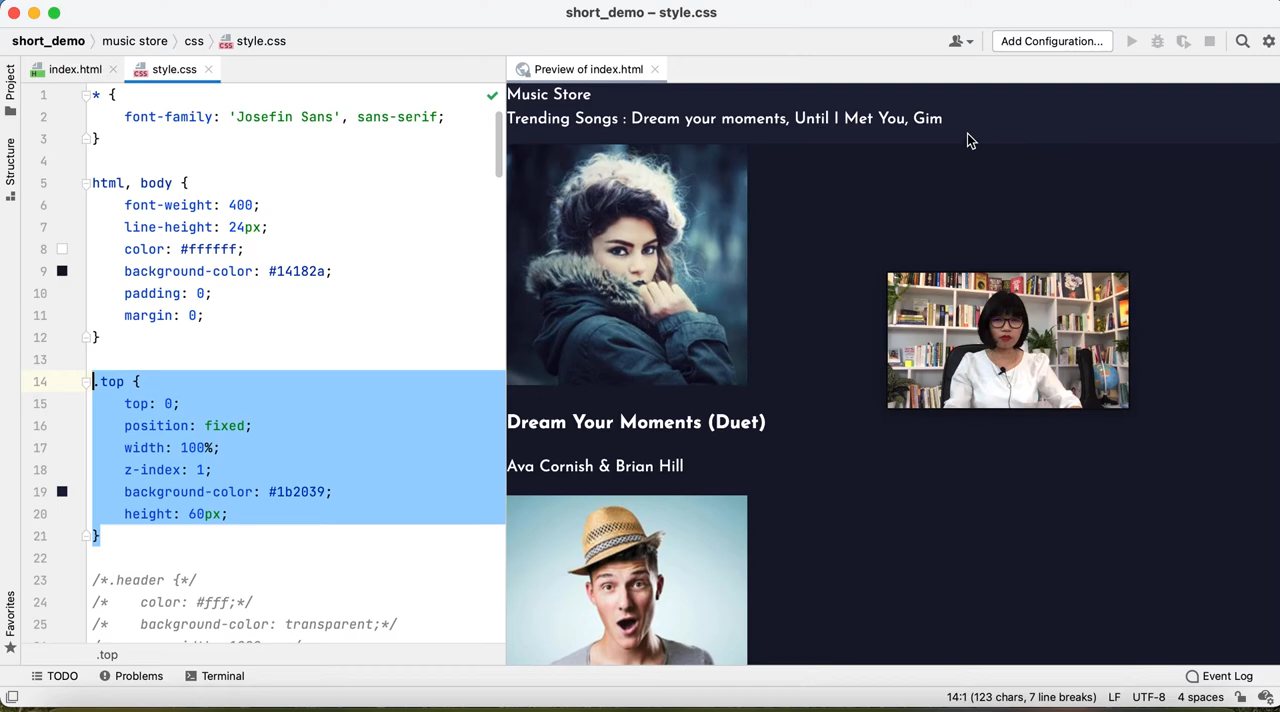 short_demo – style.css
short_demo music store css style.css
Add Configuration...
Project
Structure
Favorites
index.html
style.css
Preview of index.html
1 * {
2 font-family: 'Josefin Sans', sans-serif;
3 }
4
5 html, body {
6 font-weight: 400;
7 line-height: 24px;
8 color: #ffffff;
9 background-color: #14182a;
10 padding: 0;
11 margin: 0;
12 }
13
14 .top {
15 top: 0;
16 position: fixed;
17 width: 100%;
18 z-index: 1;
19 background-color: #1b2039;
20 height: 60px;
21 }
22
23 /*.header {*/
24 /* color: #fff;*/
25 /* background-color: transparent;*/
.top
Music Store
Trending Songs : Dream your moments, Until I Met You, Gim
Dream Your Moments (Duet)
Ava Cornish & Brian Hill
TODO Problems Terminal Event Log
14:1 (123 chars, 7 line breaks) LF UTF-8 4 spaces